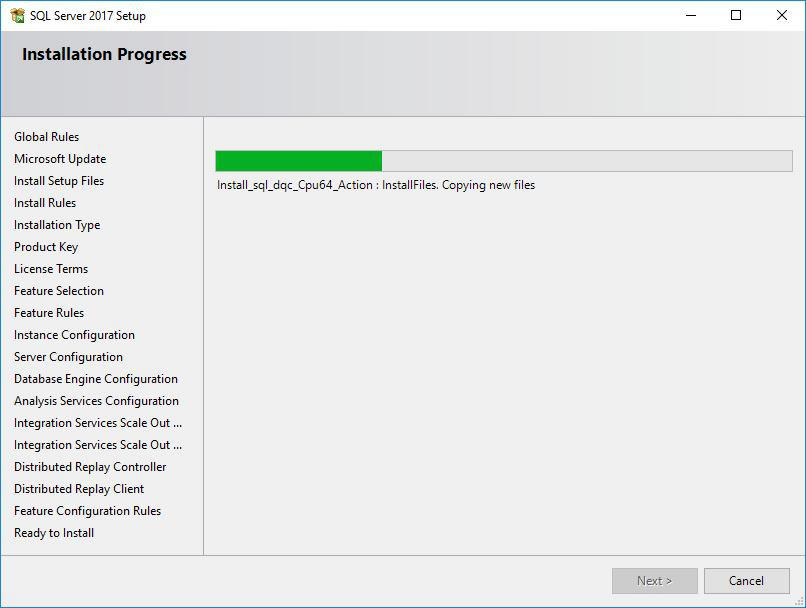 SQL Server 2017 Setup
Installation Progress
Global Rules
Microsoft Update
Install Setup Files
Install Rules
Installation Type
Product Key
License Terms
Feature Selection
Feature Rules
Instance Configuration
Server Configuration
Database Engine Configuration
Analysis Services Configuration
Integration Services Scale Out ...
Integration Services Scale Out ...
Distributed Replay Controller
Distributed Replay Client
Feature Configuration Rules
Ready to Install
Install_sql_dqc_Cpu64_Action : InstallFiles. Copying new files
Next >
Cancel